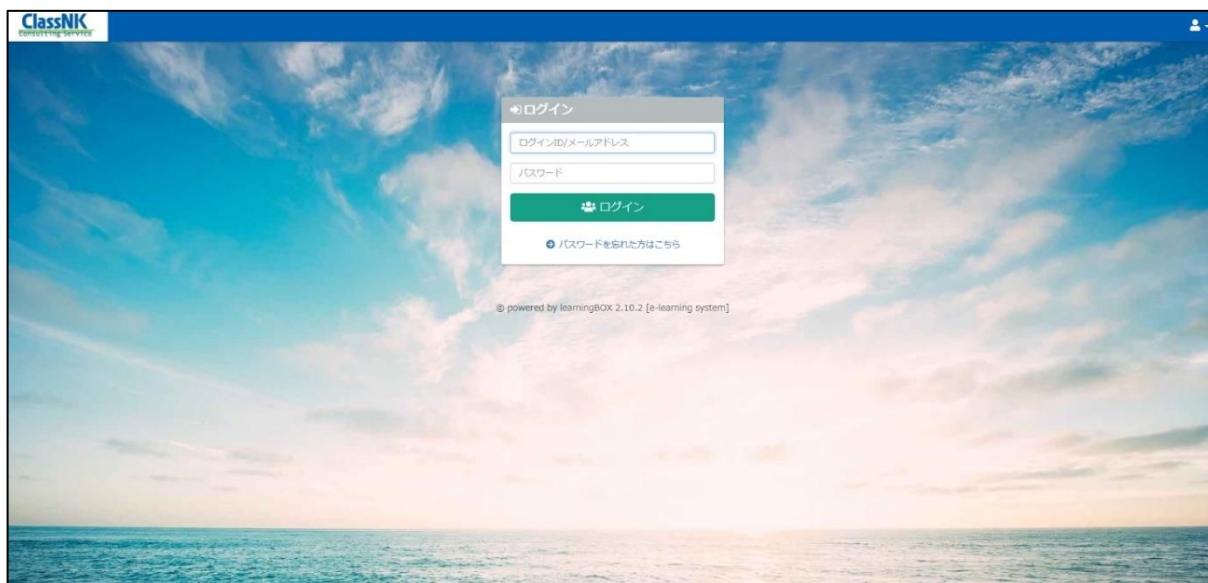 ClassNK
Consulting Service
ログイン
ログインID/メールアドレス
パスワード
ログイン
パスワードを忘れた方はこちら
© powered by learningBOX 2.10.2 [e-learning system]